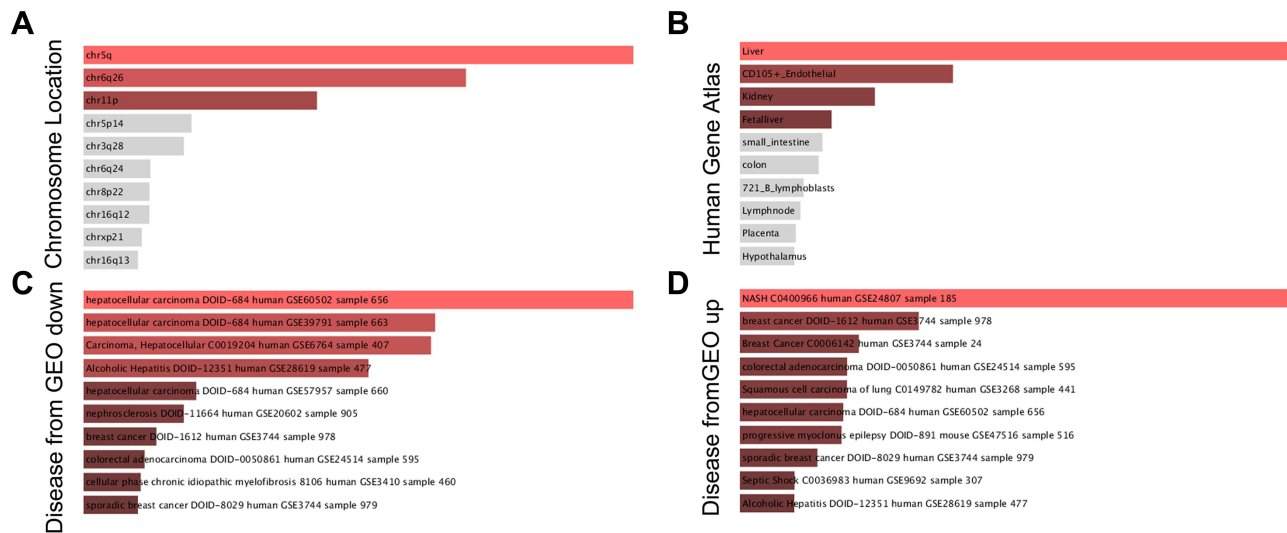 A
Chromosome Location
chr5q
chr6q26
chr11p
chr5p14
chr3q28
chr6q24
chr8p22
chr16q12
chrxp21
chr16q13
B
Human Gene Atlas
Liver
CD105+_Endothelial
Kidney
Fetalliver
small_intestine
colon
721_B_lymphoblasts
Lymphnode
Placenta
Hypothalamus
C
Disease from GEO down
hepatocellular carcinoma DOID-684 human GSE60502 sample 656
hepatocellular carcinoma DOID-684 human GSE39791 sample 663
Carcinoma, Hepatocellular C0019204 human GSE6764 sample 407
Alcoholic Hepatitis DOID-12351 human GSE28619 sample 477
hepatocellular carcinoma DOID-684 human GSE57957 sample 660
nephrosclerosis DOID-11664 human GSE20602 sample 905
breast cancer DOID-1612 human GSE3744 sample 978
colorectal adenocarcinoma DOID-0050861 human GSE24514 sample 595
cellular phase chronic idiopathic myelofibrosis 8106 human GSE3410 sample 460
sporadic breast cancer DOID-8029 human GSE3744 sample 979
D
Disease fromGEO up
NASH C0400966 human GSE24807 sample 185
breast cancer DOID-1612 human GSE3744 sample 978
Breast Cancer C0006142 human GSE3744 sample 24
colorectal adenocarcinoma DOID-0050861 human GSE24514 sample 595
Squamous cell carcinoma of lung C0149782 human GSE3268 sample 441
hepatocellular carcinoma DOID-684 human GSE60502 sample 656
progressive myoclonus epilepsy DOID-891 mouse GSE47516 sample 516
sporadic breast cancer DOID-8029 human GSE3744 sample 979
Septic Shock C0036983 human GSE9692 sample 307
Alcoholic Hepatitis DOID-12351 human GSE28619 sample 477